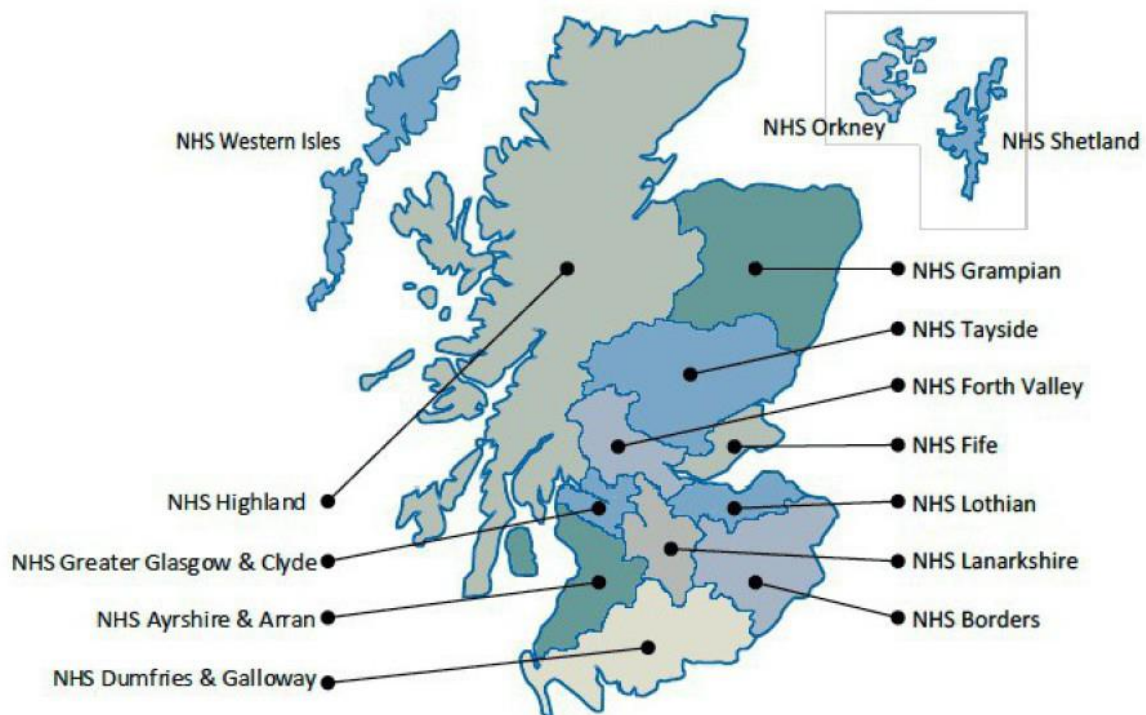 NHS Western Isles
NHS Orkney
NHS Shetland
NHS Grampian
NHS Tayside
NHS Forth Valley
NHS Fife
NHS Highland
NHS Lothian
NHS Greater Glasgow & Clyde
NHS Lanarkshire
NHS Ayrshire & Arran
NHS Borders
NHS Dumfries & Galloway